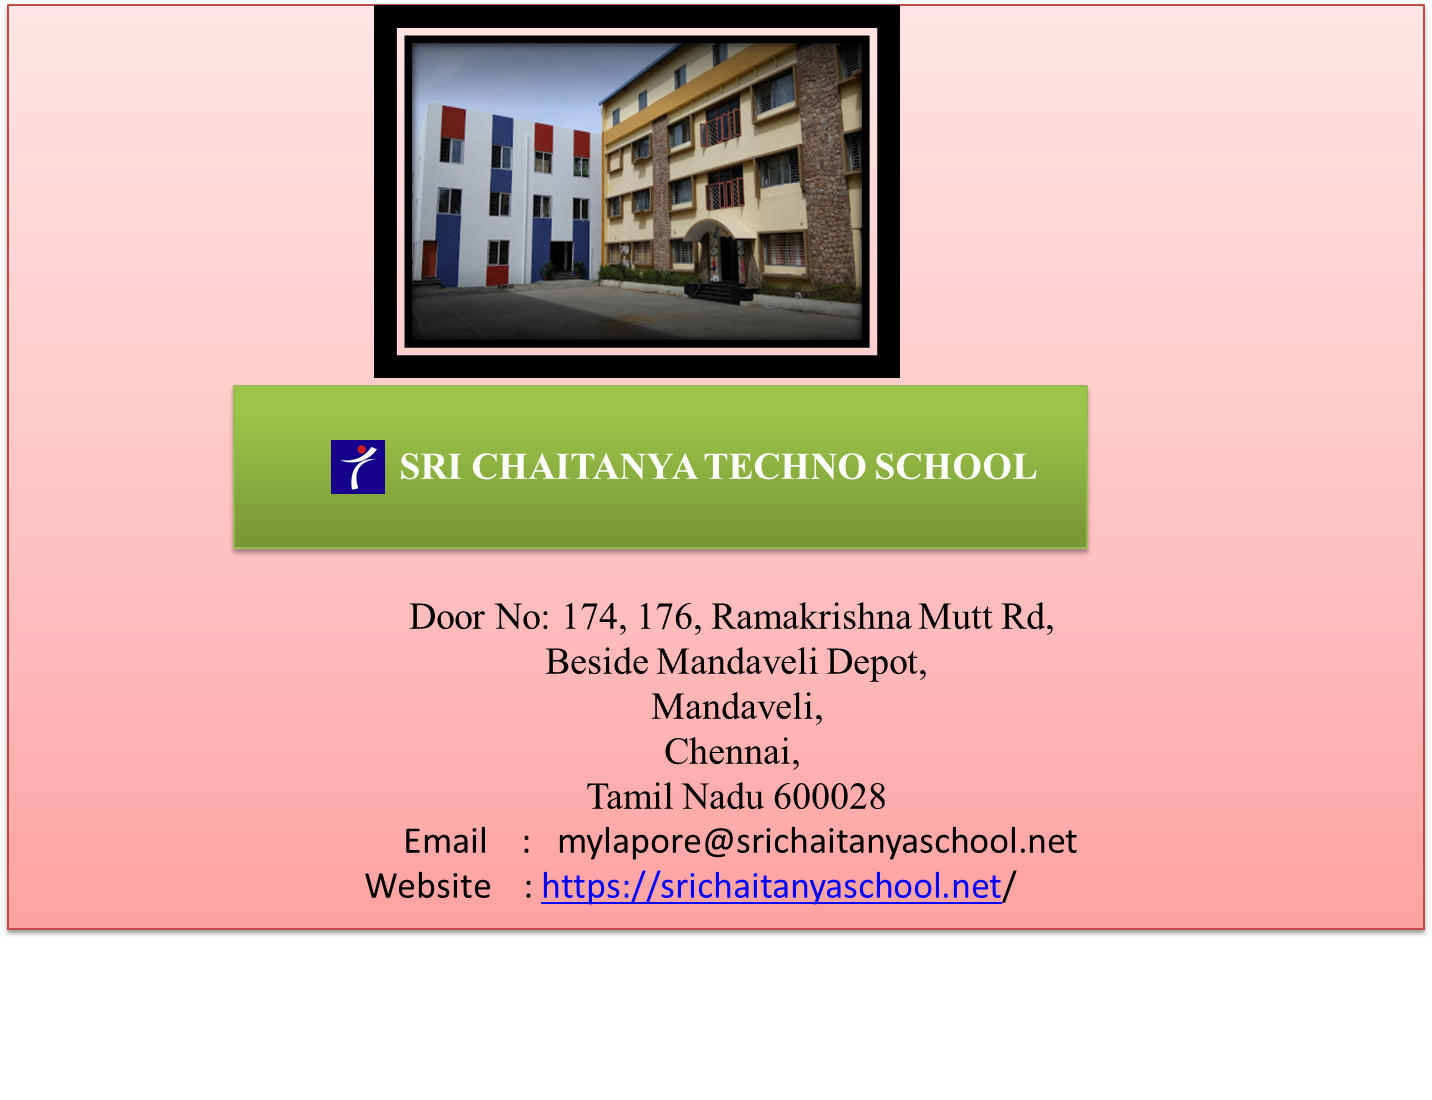 SRI CHAITANYA TECHNO SCHOOL
Door No: 174, 176, Ramakrishna Mutt Rd,
Beside Mandaveli Depot,
Mandaveli,
Chennai,
Tamil Nadu 600028
Email : mylapore@srichaitanyaschool.net
Website : https://srichaitanyaschool.net/